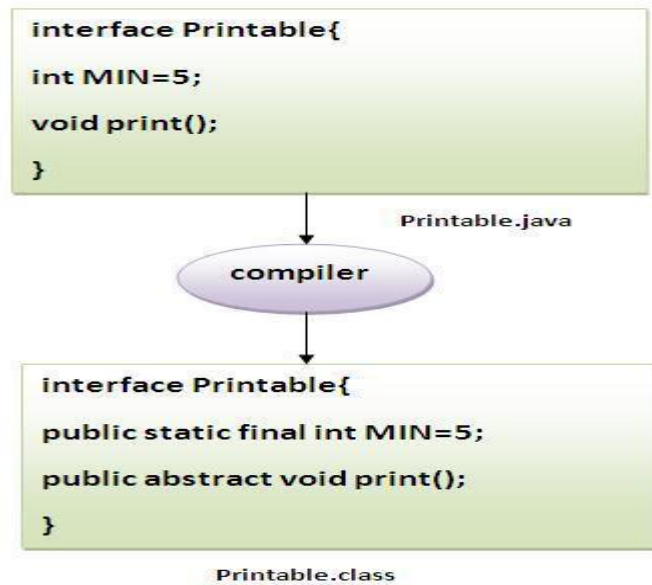 interface Printable{
int MIN=5;
void print();
}
Printable.java
compiler
interface Printable{
public static final int MIN=5;
public abstract void print();
}
Printable.class